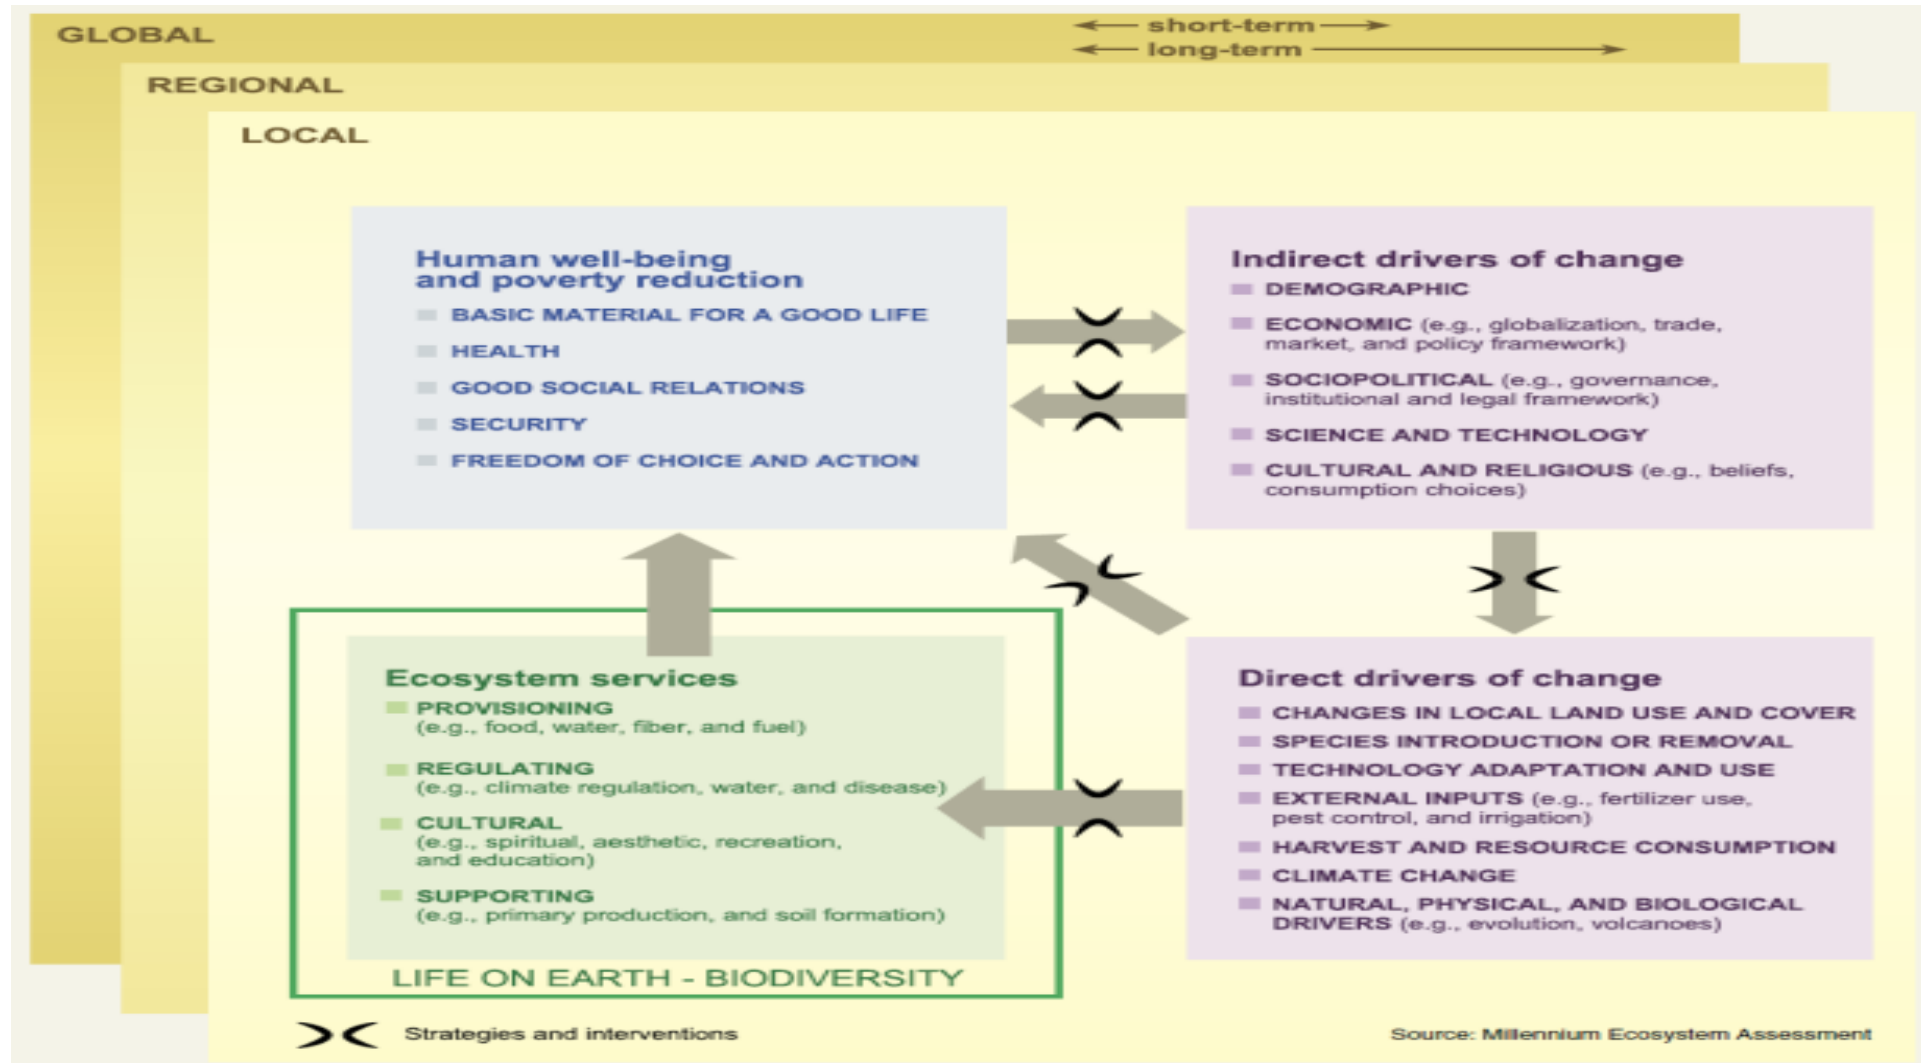 GLOBAL
short-term
long-term
REGIONAL
LOCAL
Human well-being
and poverty reduction
BASIC MATERIAL FOR A GOOD LIFE
HEALTH
GOOD SOCIAL RELATIONS
SECURITY
FREEDOM OF CHOICE AND ACTION
Indirect drivers of change
DEMOGRAPHIC
ECONOMIC (e.g., globalization, trade,
market, and policy framework)
SOCIOPOLITICAL (e.g., governance,
institutional and legal framework)
SCIENCE AND TECHNOLOGY
CULTURAL AND RELIGIOUS (e.g., beliefs,
consumption choices)
Ecosystem services
PROVISIONING
(e.g., food, water, fiber, and fuel)
REGULATING
(e.g., climate regulation, water, and disease)
CULTURAL
(e.g., spiritual, aesthetic, recreation,
and education)
SUPPORTING
(e.g., primary production, and soil formation)
LIFE ON EARTH - BIODIVERSITY
Direct drivers of change
CHANGES IN LOCAL LAND USE AND COVER
SPECIES INTRODUCTION OR REMOVAL
TECHNOLOGY ADAPTATION AND USE
EXTERNAL INPUTS (e.g., fertilizer use,
pest control, and irrigation)
HARVEST AND RESOURCE CONSUMPTION
CLIMATE CHANGE
NATURAL, PHYSICAL, AND BIOLOGICAL
DRIVERS (e.g., evolution, volcanoes)
Strategies and interventions
Source: Millennium Ecosystem Assessment